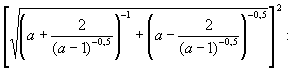 [√((a + 2/(a − 1)^{−0,5})^{−1} + (a − 2/(a − 1)^{−0,5})^{−0,5})]^2 :